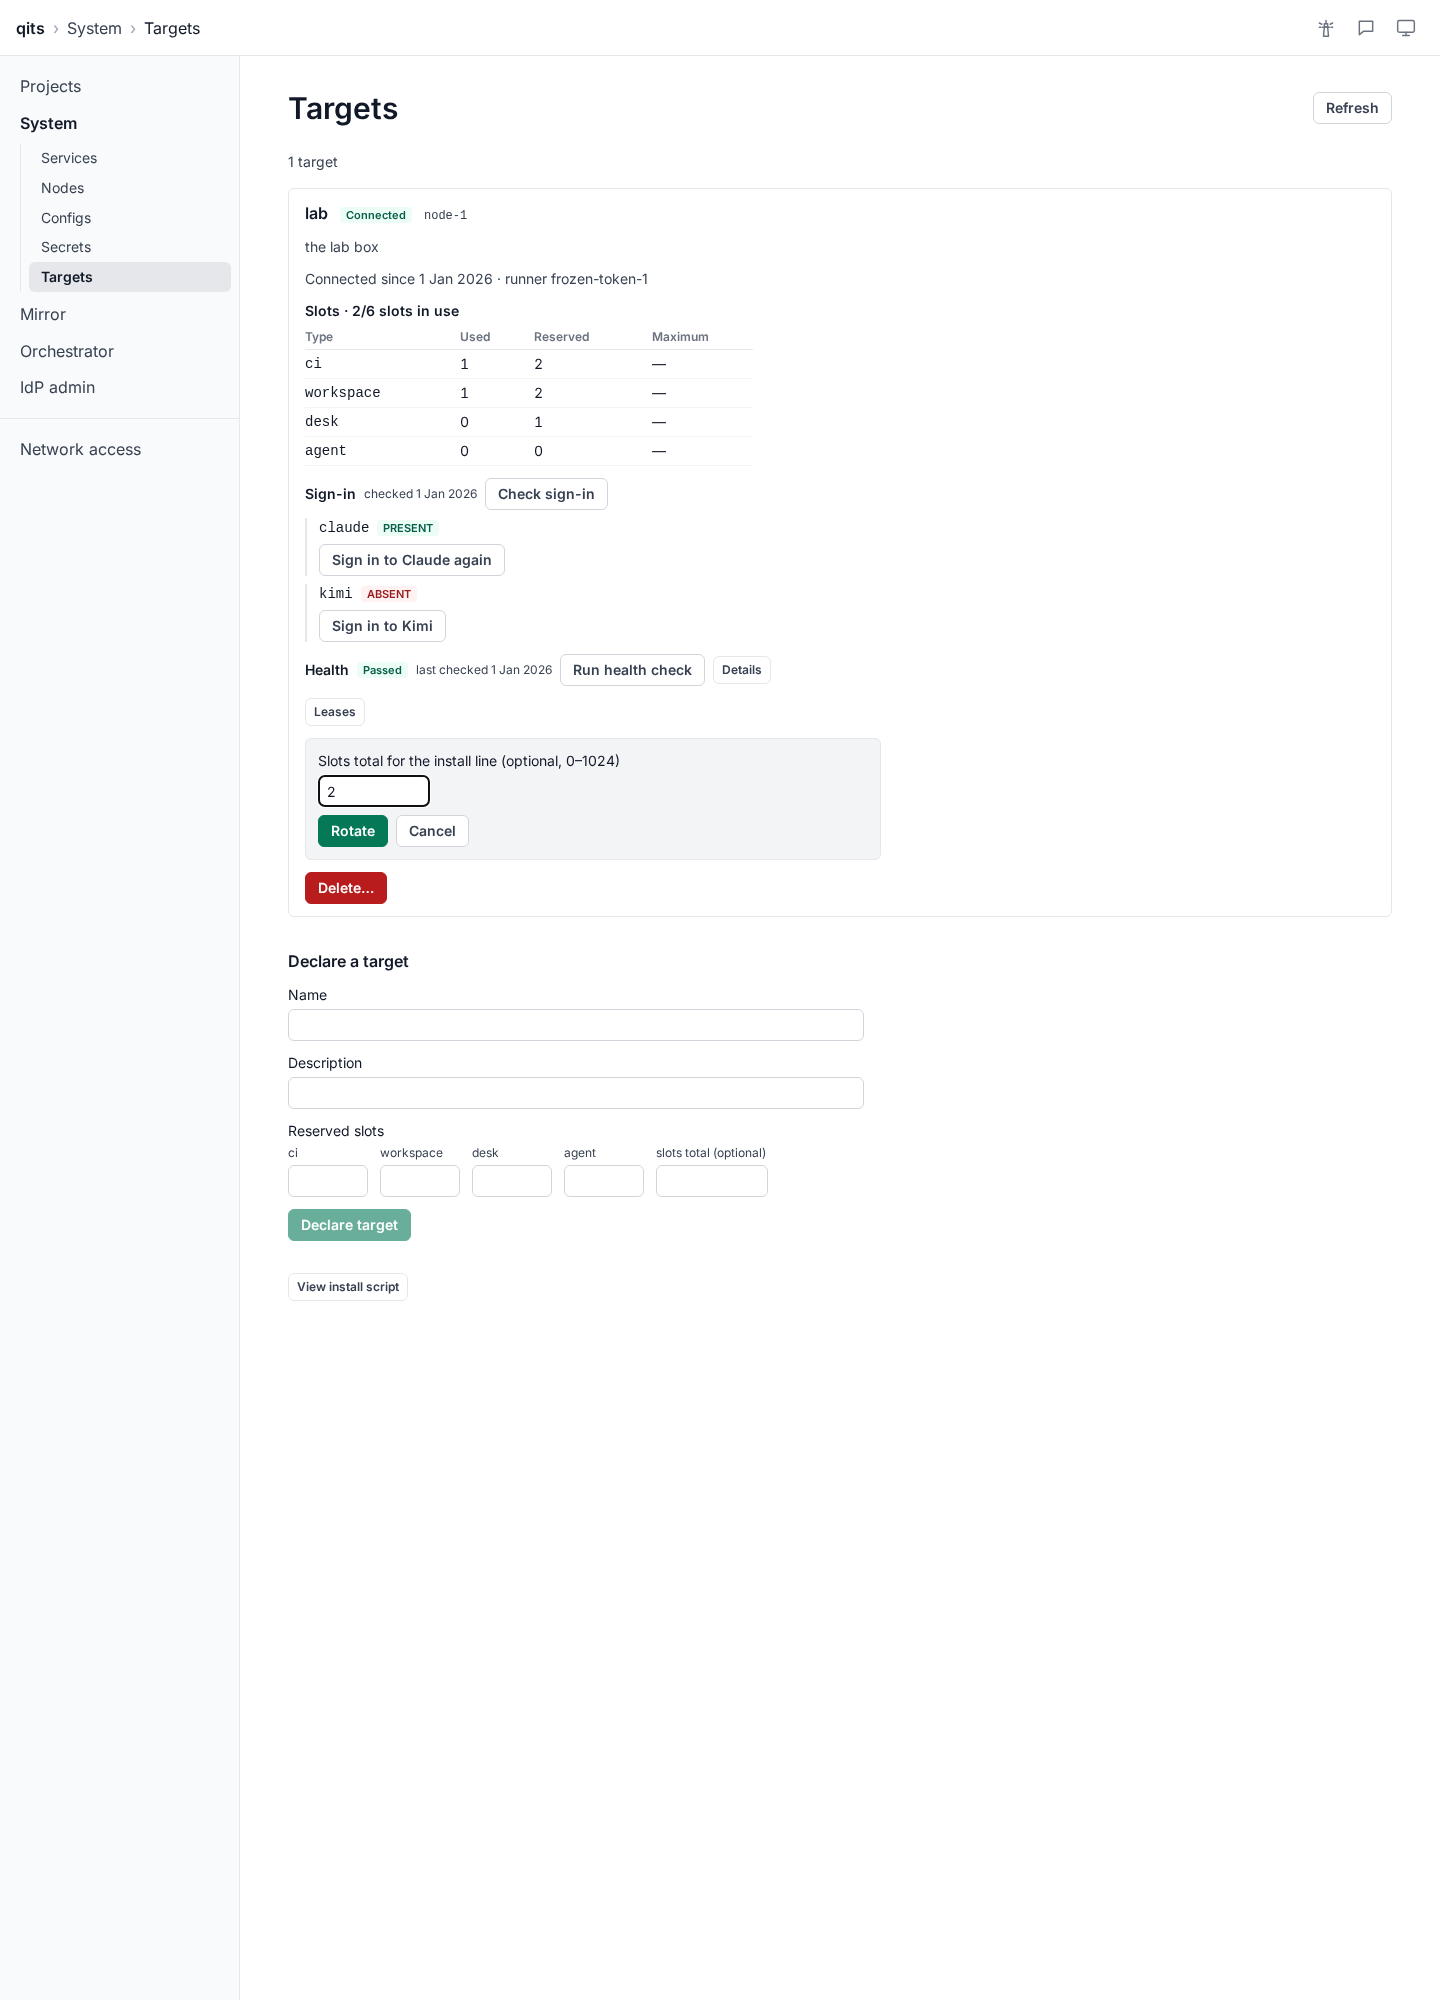 qits › System › Targets
Projects
System
Services
Nodes
Configs
Secrets
Targets
Mirror
Orchestrator
IdP admin
Network access
Targets
Refresh
1 target
lab Connected node-1
the lab box
Connected since 1 Jan 2026 · runner frozen-token-1
Slots · 2/6 slots in use
Type Used Reserved Maximum
ci 1 2 —
workspace 1 2 —
desk 0 1 —
agent 0 0 —
Sign-in checked 1 Jan 2026 Check sign-in
claude PRESENT
Sign in to Claude again
kimi ABSENT
Sign in to Kimi
Health Passed last checked 1 Jan 2026 Run health check Details
Leases
Slots total for the install line (optional, 0–1024)
2
Rotate Cancel
Delete...
Declare a target
Name
Description
Reserved slots
ci workspace desk agent slots total (optional)
Declare target
View install script